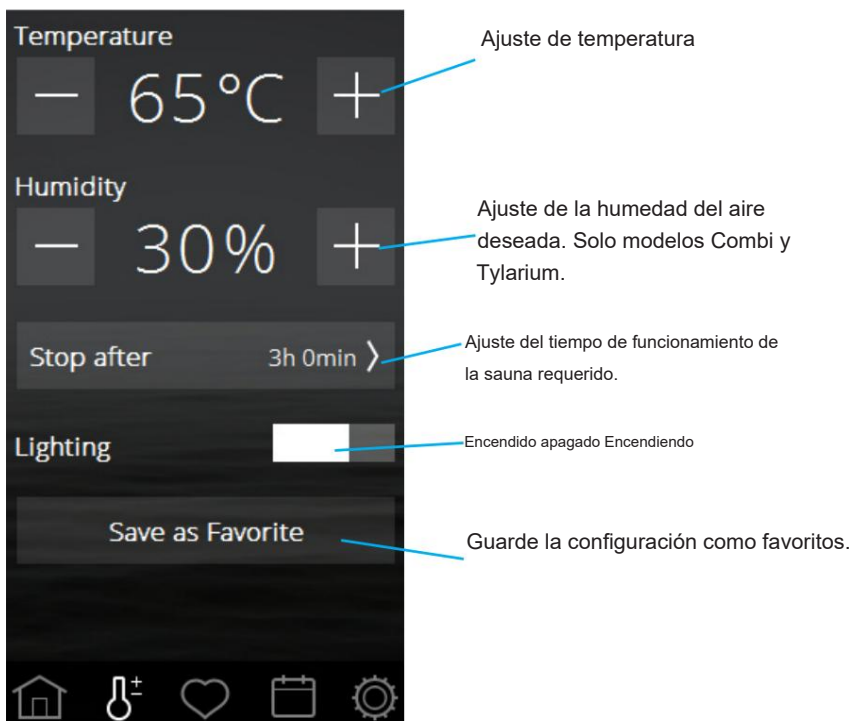 Temperature
Ajuste de temperatura
— 65°C +
Humidity
— 30% +
Ajuste de la humedad del aire
deseada. Solo modelos Combi y
Tylarium.
Stop after 3h 0min 〉
Ajuste del tiempo de funcionamiento de
la sauna requerido.
Lighting
Encendido apagado Encendiendo
Save as Favorite
Guarde la configuración como favoritos.